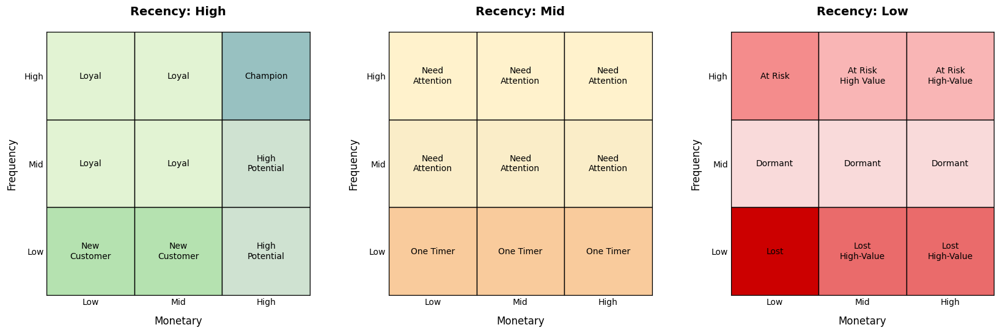 Recency: High
Frequency
High
Loyal
Loyal
Champion
Mid
Loyal
Loyal
High
Potential
Low
New
Customer
New
Customer
High
Potential
Low
Mid
High
Monetary
Recency: Mid
Frequency
High
Need
Attention
Need
Attention
Need
Attention
Mid
Need
Attention
Need
Attention
Need
Attention
Low
One Timer
One Timer
One Timer
Low
Mid
High
Monetary
Recency: Low
Frequency
High
At Risk
At Risk
High Value
At Risk
High-Value
Mid
Dormant
Dormant
Dormant
Low
Lost
Lost
High-Value
Lost
High-Value
Low
Mid
High
Monetary